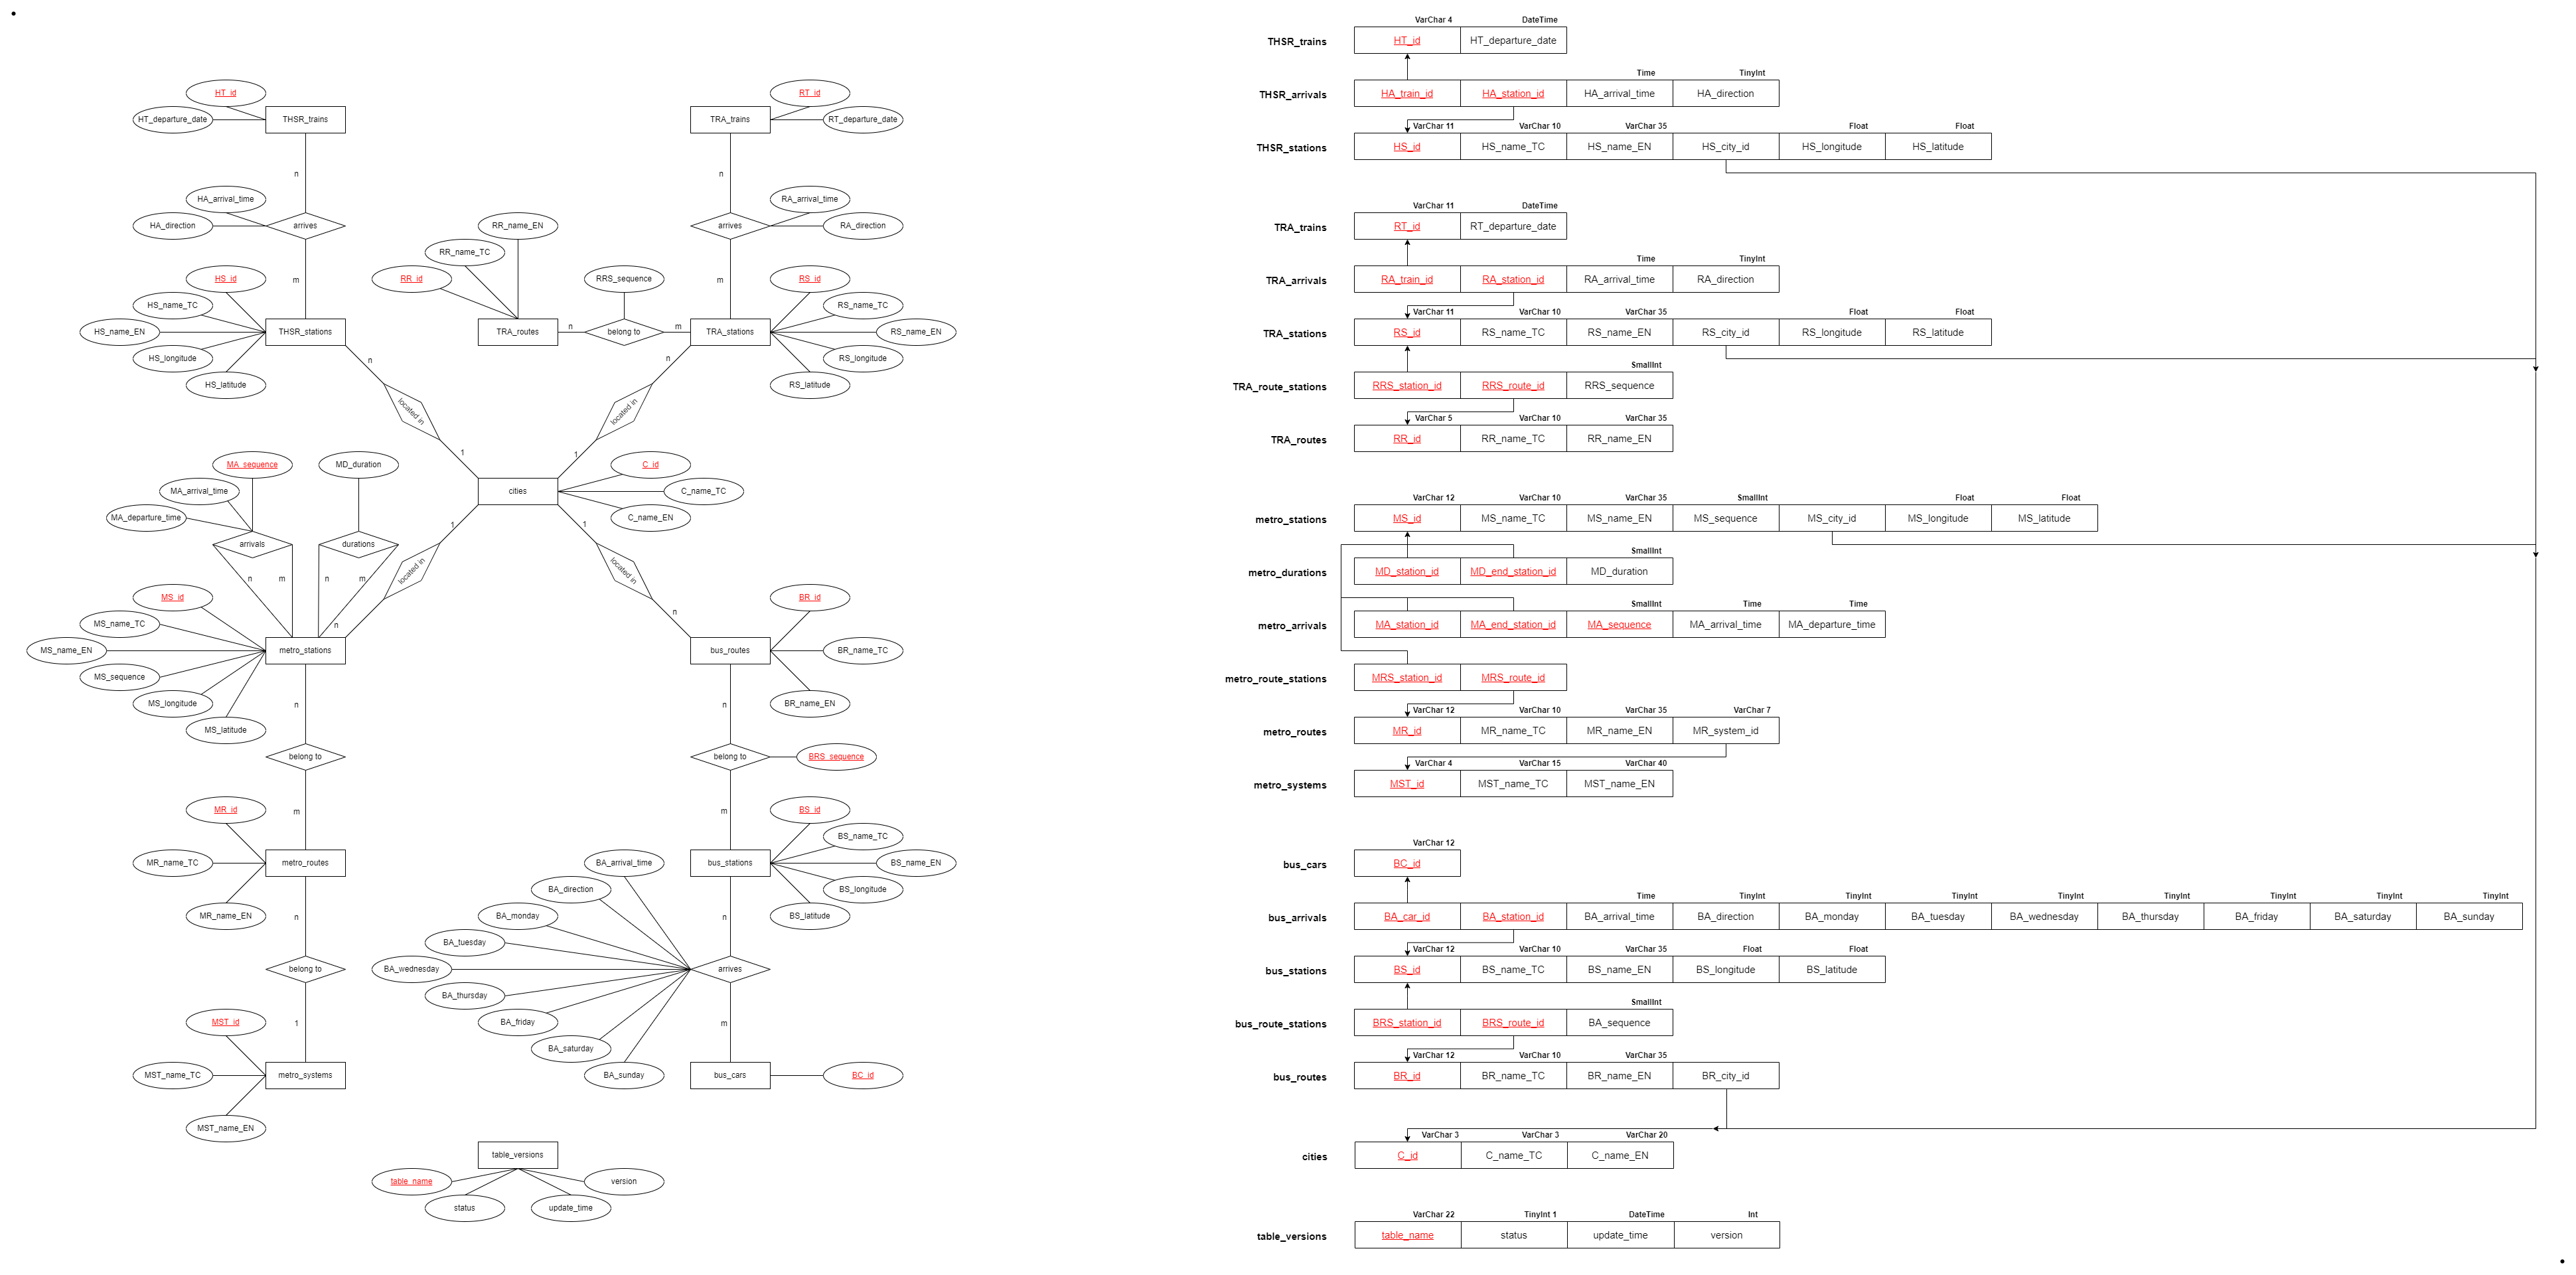 HT_id
HT_departure_date
THSR_trains
n
HA_arrival_time
HA_direction
arrives
m
HS_id
HS_name_TC
HS_name_EN
THSR_stations
HS_longitude
HS_latitude
n
located in
1
RT_id
TRA_trains
RT_departure_date
n
RA_arrival_time
arrives
RA_direction
m
RR_name_EN
RR_name_TC
RR_id
RRS_sequence
TRA_routes
n
belong to
m
TRA_stations
RS_id
RS_name_TC
RS_name_EN
RS_longitude
RS_latitude
n
located in
1
cities
C_id
C_name_TC
C_name_EN
MA_sequence
MA_arrival_time
MA_departure_time
arrivals
n
m
MD_duration
durations
n
m
1
located in
n
MS_id
MS_name_TC
MS_name_EN
metro_stations
MS_sequence
MS_longitude
MS_latitude
n
belong to
m
MR_id
MR_name_TC
metro_routes
MR_name_EN
n
belong to
1
MST_id
MST_name_TC
metro_systems
MST_name_EN
1
located in
n
BR_id
bus_routes
BR_name_TC
BR_name_EN
n
belong to
BRS_sequence
m
BS_id
BS_name_TC
bus_stations
BS_name_EN
BS_longitude
BS_latitude
n
BA_arrival_time
BA_direction
BA_monday
BA_tuesday
BA_wednesday
arrives
BA_thursday
BA_friday
BA_saturday
BA_sunday
m
bus_cars
BC_id
table_versions
table_name
version
status
update_time
VarChar 4 DateTime
THSR_trains HT_id HT_departure_date
Time TinyInt
THSR_arrivals HA_train_id HA_station_id HA_arrival_time HA_direction
VarChar 11 VarChar 10 VarChar 35 Float Float
THSR_stations HS_id HS_name_TC HS_name_EN HS_city_id HS_longitude HS_latitude
VarChar 11 DateTime
TRA_trains RT_id RT_departure_date
Time TinyInt
TRA_arrivals RA_train_id RA_station_id RA_arrival_time RA_direction
VarChar 11 VarChar 10 VarChar 35 Float Float
TRA_stations RS_id RS_name_TC RS_name_EN RS_city_id RS_longitude RS_latitude
SmallInt
TRA_route_stations RRS_station_id RRS_route_id RRS_sequence
VarChar 5 VarChar 10 VarChar 35
TRA_routes RR_id RR_name_TC RR_name_EN
VarChar 12 VarChar 10 VarChar 35 SmallInt Float Float
metro_stations MS_id MS_name_TC MS_name_EN MS_sequence MS_city_id MS_longitude MS_latitude
SmallInt
metro_durations MD_station_id MD_end_station_id MD_duration
SmallInt Time Time
metro_arrivals MA_station_id MA_end_station_id MA_sequence MA_arrival_time MA_departure_time
metro_route_stations MRS_station_id MRS_route_id
VarChar 12 VarChar 10 VarChar 35 VarChar 7
metro_routes MR_id MR_name_TC MR_name_EN MR_system_id
VarChar 4 VarChar 15 VarChar 40
metro_systems MST_id MST_name_TC MST_name_EN
VarChar 12
bus_cars BC_id
Time TinyInt TinyInt TinyInt TinyInt TinyInt TinyInt TinyInt TinyInt
bus_arrivals BA_car_id BA_station_id BA_arrival_time BA_direction BA_monday BA_tuesday BA_wednesday BA_thursday BA_friday BA_saturday BA_sunday
VarChar 12 VarChar 10 VarChar 35 Float Float
bus_stations BS_id BS_name_TC BS_name_EN BS_longitude BS_latitude
SmallInt
bus_route_stations BRS_station_id BRS_route_id BA_sequence
VarChar 12 VarChar 10 VarChar 35
bus_routes BR_id BR_name_TC BR_name_EN BR_city_id
VarChar 3 VarChar 3 VarChar 20
cities C_id C_name_TC C_name_EN
VarChar 22 TinyInt 1 DateTime Int
table_versions table_name status update_time version